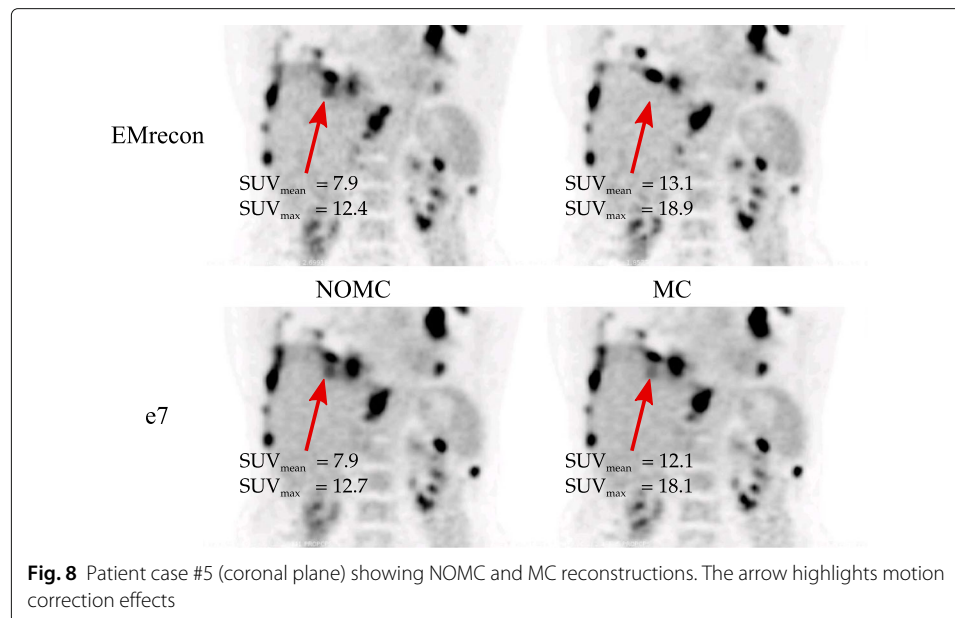 EMrecon
SUVmean = 7.9
SUVmax = 12.4
SUVmean = 13.1
SUVmax = 18.9
NOMC MC
e7
SUVmean = 7.9
SUVmax = 12.7
SUVmean = 12.1
SUVmax = 18.1
Fig. 8 Patient case #5 (coronal plane) showing NOMC and MC reconstructions. The arrow highlights motion
correction effects